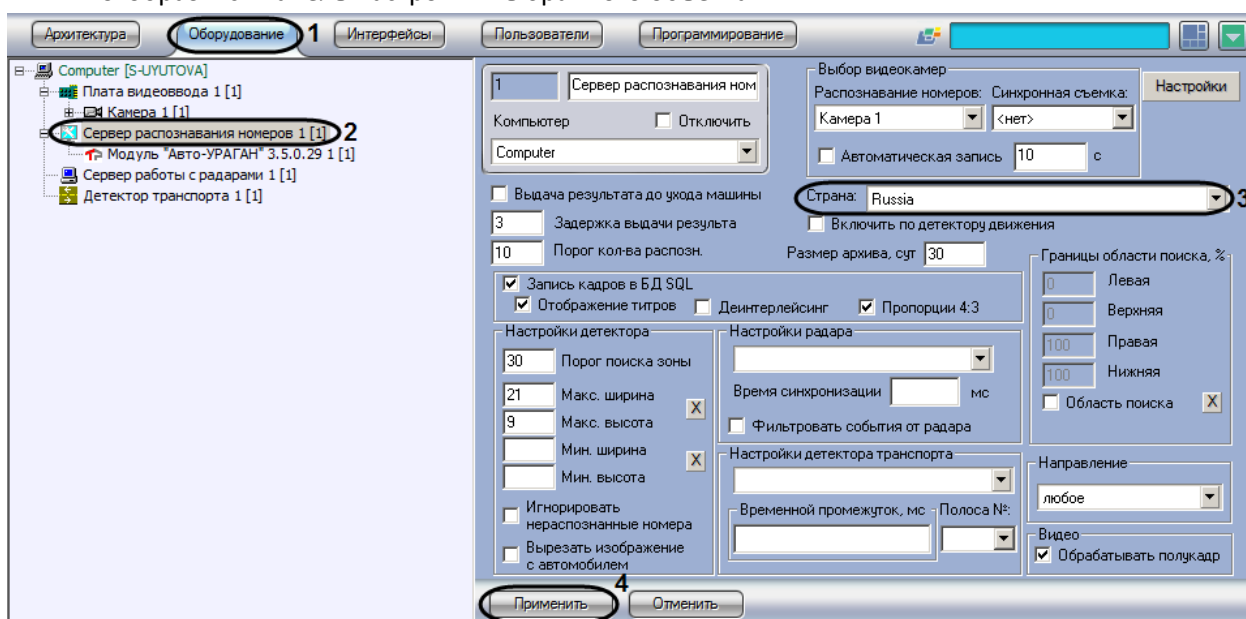 Архитектура Оборудование 1 Интерфейсы Пользователи Программирование
Computer [S-UYUTOVA]
Плата видеоввода 1 [1]
Камера 1 [1]
Сервер распознавания номеров 1 [1] 2
Модуль "Авто-УРАГАН" 3.5.0.29 1 [1]
Сервер работы с радарами 1 [1]
Детектор транспорта 1 [1]
1 Сервер распознавания ном
Компьютер Отключить
Computer
Выбор видеокамер
Распознавание номеров: Синхронная съемка:
Камера 1 <нет>
Автоматическая запись 10 с
Настройки
Выдача результата до ухода машины
Страна: Russia 3
3 Задержка выдачи результа
Включить по детектору движения
10 Порог кол-ва распозн.
Размер архива, сут 30
Запись кадров в БД SQL
Отображение титров Деинтерлейсинг Пропорции 4:3
Границы области поиска, %
0 Левая
0 Верхняя
100 Правая
100 Нижняя
Область поиска X
Настройки детектора
30 Порог поиска зоны
21 Макс. ширина
X
9 Макс. высота
Мин. ширина
X
Мин. высота
Игнорировать
нераспознанные номера
Вырезать изображение
с автомобилем
Настройки радара
Время синхронизации мс
Фильтровать события от радара
Настройки детектора транспорта
Временной промежуток, мс Полоса №:
Направление
любое
Видео
Обрабатывать полукадр
4
Применить Отменить